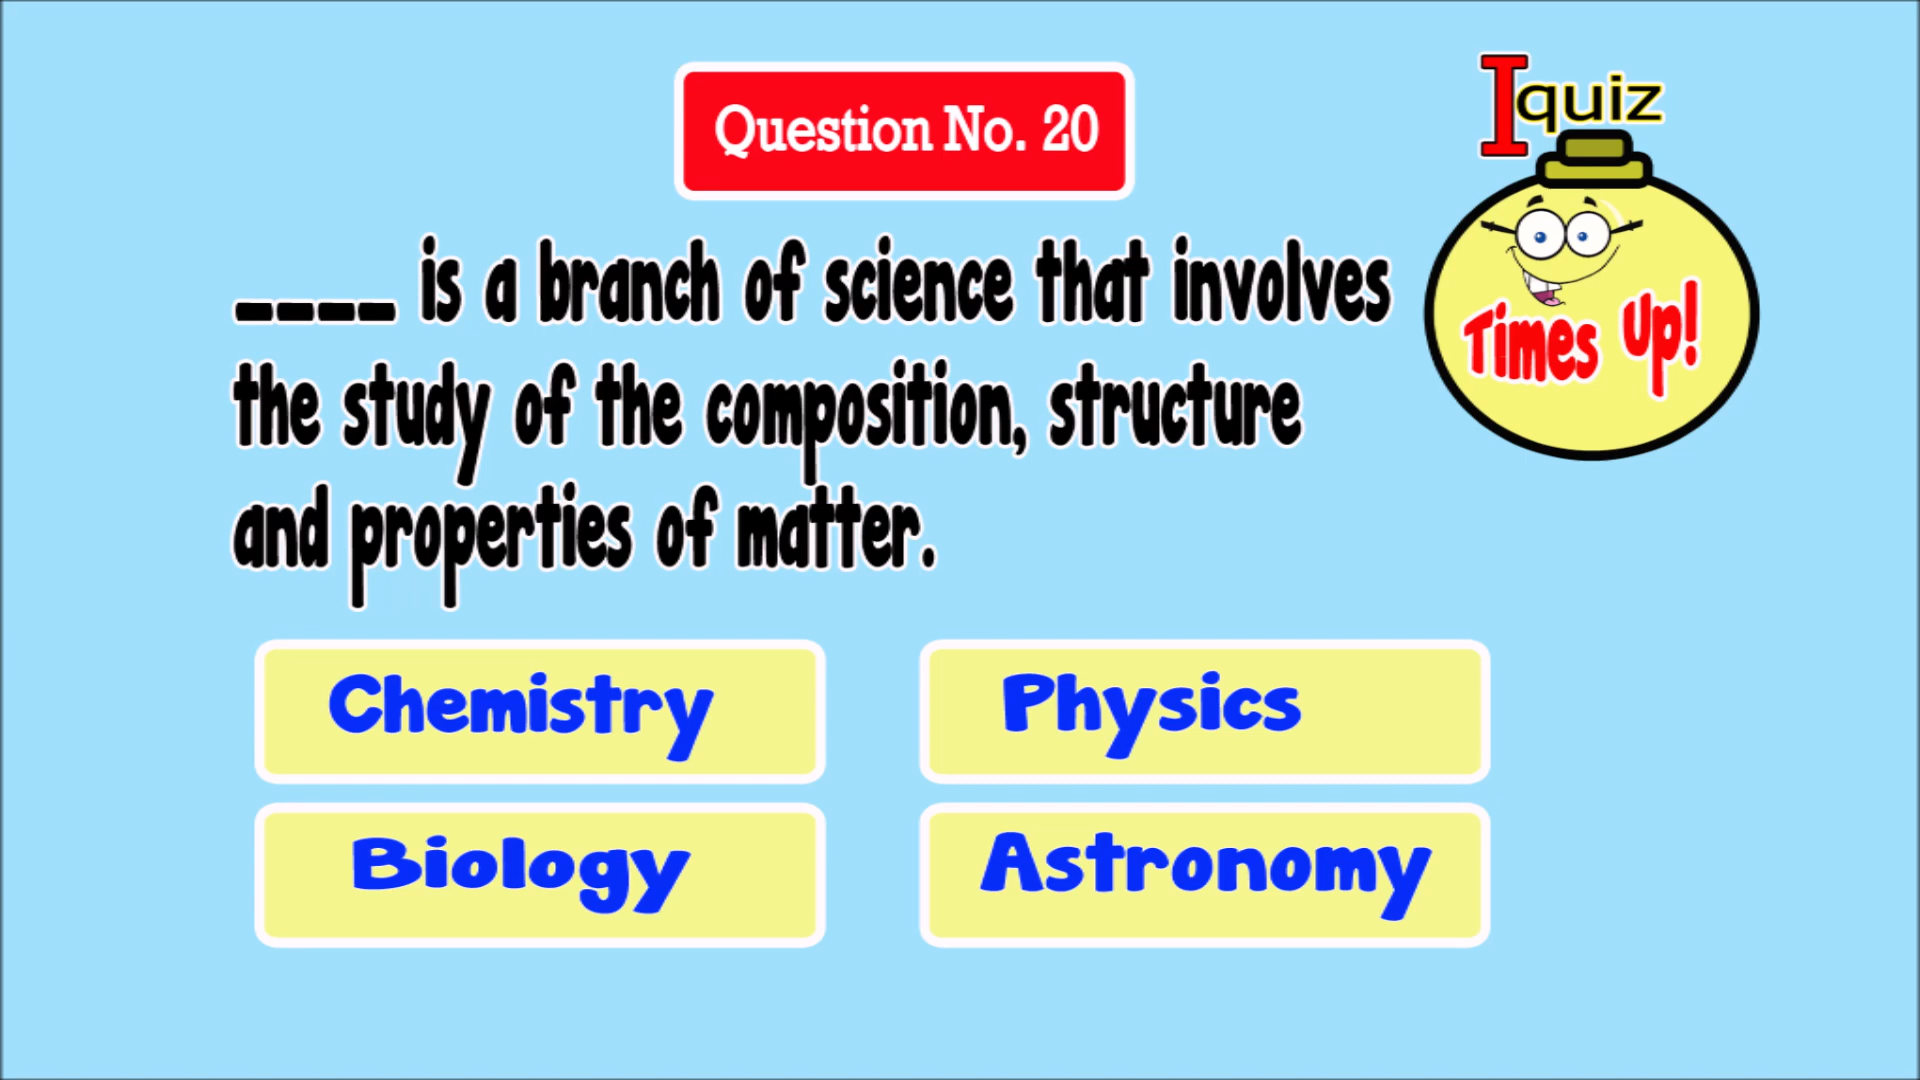 Iquiz
Question No. 20
Times Up!
____ is a branch of science that involves
the study of the composition, structure
and properties of matter.
Chemistry
Physics
Biology
Astronomy